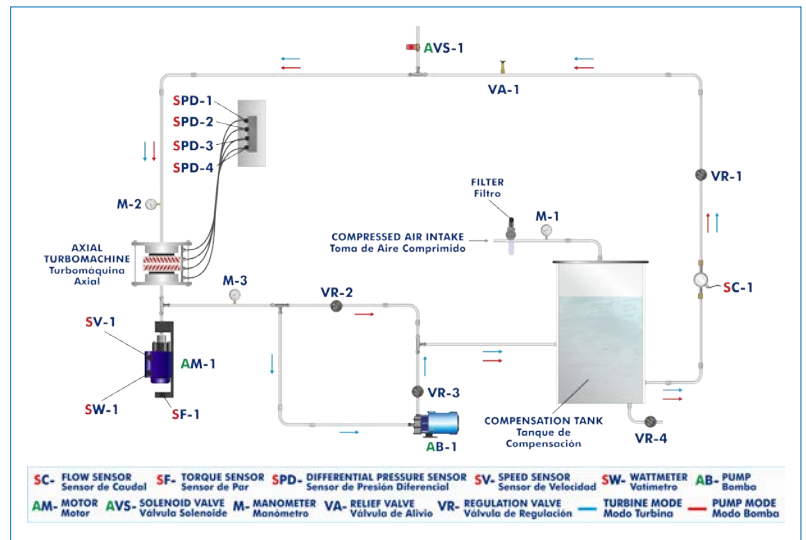 AVS-1
VA-1
SPD-1
SPD-2
SPD-3
SPD-4
M-2
VR-1
FILTER
Filtro
M-1
COMPRESSED AIR INTAKE
Toma de Aire Comprimido
AXIAL
TURBOMACHINE
Turbomáquina
Axial
M-3
VR-2
SC-1
SV-1
AM-1
SW-1
SF-1
VR-3
AB-1
COMPENSATION TANK
Tanque de
Compensación
VR-4
SC- FLOW SENSOR SF- TORQUE SENSOR SPD- DIFFERENTIAL PRESSURE SENSOR SV- SPEED SENSOR SW- WATTMETER AB- PUMP
Sensor de Caudal Sensor de Par Sensor de Presión Diferencial Sensor de Velocidad Vatimetro Bomba
AM- MOTOR AVS- SOLENOID VALVE M- MANOMETER VA- RELIEF VALVE VR- REGULATION VALVE TURBINE MODE PUMP MODE
Motor Válvula Solenoide Manómetro Válvula de Alivio Válvula de Regulación Modo Turbina Modo Bomba